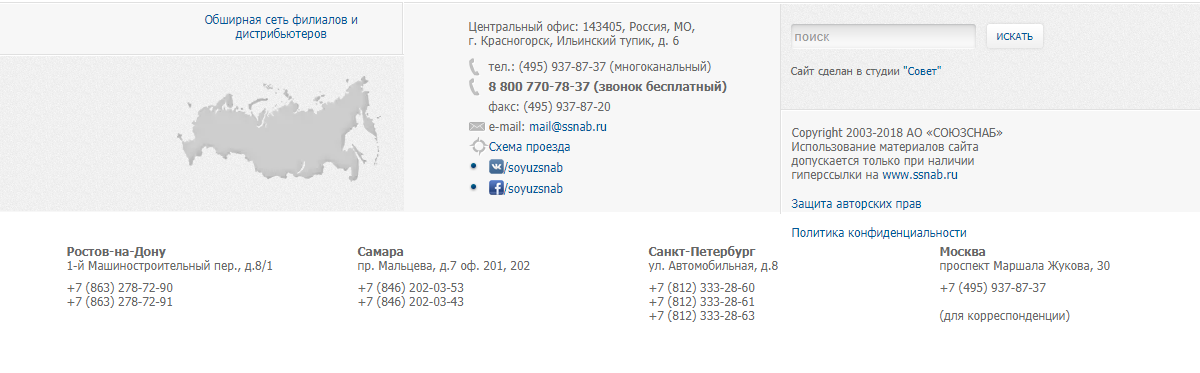 Обширная сеть филиалов и
дистрибьютеров
Центральный офис: 143405, Россия, МО,
г. Красногорск, Ильинский тупик, д. 6
тел.: (495) 937-87-37 (многоканальный)
8 800 770-78-37 (звонок бесплатный)
факс: (495) 937-87-20
e-mail: mail@ssnab.ru
Схема проезда
/soyuzsnab
/soyuzsnab
поиск
ИСКАТЬ
Сайт сделан в студии "Совет"
Copyright 2003-2018 АО «СОЮЗСНАБ»
Использование материалов сайта
допускается только при наличии
гиперссылки на www.ssnab.ru
Защита авторских прав
Политика конфиденциальности
Ростов-на-Дону
1-й Машиностроительный пер., д.8/1
+7 (863) 278-72-90
+7 (863) 278-72-91
Самара
пр. Мальцева, д.7 оф. 201, 202
+7 (846) 202-03-53
+7 (846) 202-03-43
Санкт-Петербург
ул. Автомобильная, д.8
+7 (812) 333-28-60
+7 (812) 333-28-61
+7 (812) 333-28-63
Москва
проспект Маршала Жукова, 30
+7 (495) 937-87-37
(для корреспонденции)